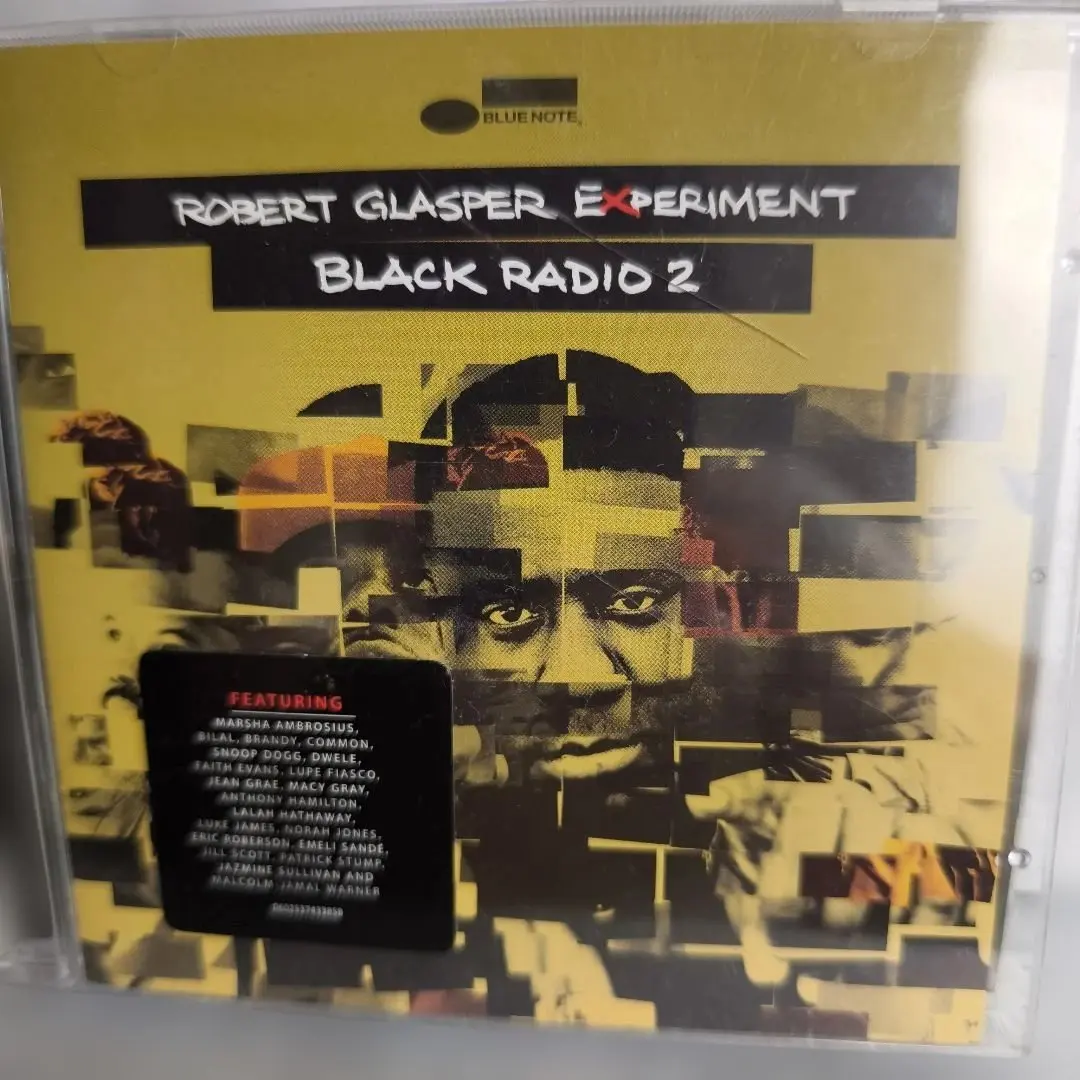 BLUE NOTE
ROBERT GLASPER EXPERIMENT
BLACK RADIO 2
FEATURING
MARSHA AMBROSIUS,
BILAL, BRANDY, COMMON,
SNOOP DOGG, DWELE,
FAITH EVANS, LUPE FIASCO,
JEAN GRAE, MACY GRAY,
ANTHONY HAMILTON,
LALAH HATHAWAY,
LUKE JAMES, NORAH JONES,
ERIC ROBERSON, EMELI SANDÉ,
JILL SCOTT, PATRICK STUMP,
JAZMINE SULLIVAN AND
MALCOLM JAMAL WARNER